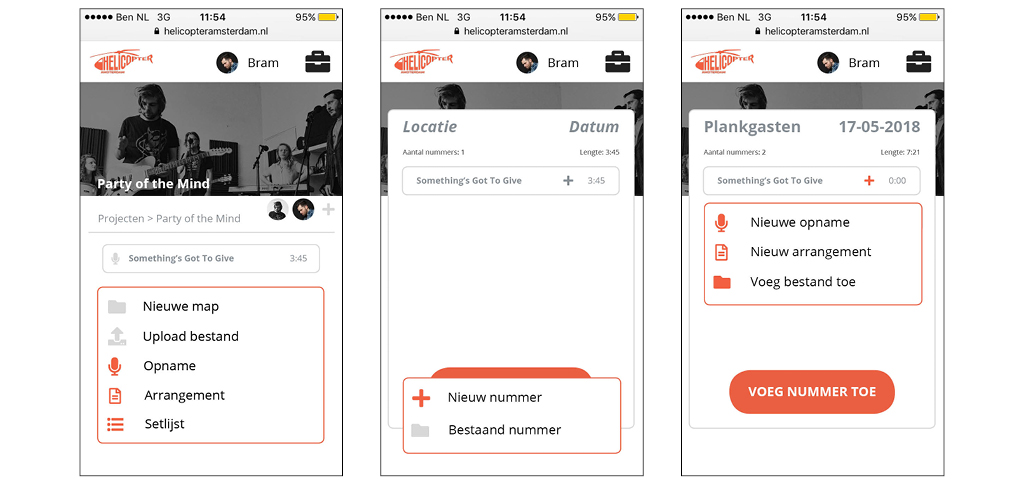 Ben NL 3G 11:54 95%
helicopteramsterdam.nl
HELICOPTER
AMSTERDAM
Bram
Party of the Mind
Projecten > Party of the Mind
Something's Got To Give 3:45
Nieuwe map
Upload bestand
Opname
Arrangement
Setlijst
Ben NL 3G 11:54 95%
helicopteramsterdam.nl
HELICOPTER
AMSTERDAM
Bram
Locatie Datum
Aantal nummers: 1 Lengte: 3:45
Something's Got To Give + 3:45
Nieuw nummer
Bestaand nummer
Ben NL 3G 11:54 95%
helicopteramsterdam.nl
HELICOPTER
AMSTERDAM
Bram
Plankgasten 17-05-2018
Aantal nummers: 2 Lengte: 7:21
Something's Got To Give + 0:00
Nieuwe opname
Nieuw arrangement
Voeg bestand toe
VOEG NUMMER TOE